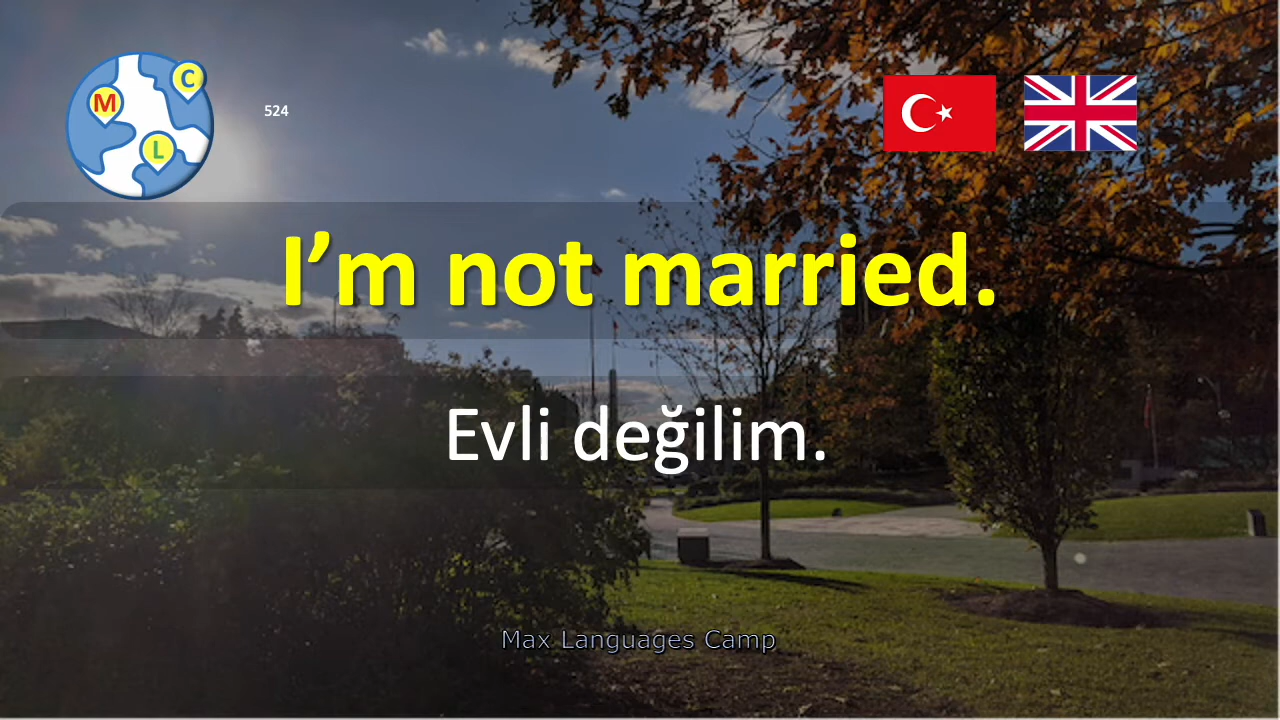 C
M
L
524
I’m not married.
Evli değilim.
Max Languages Camp